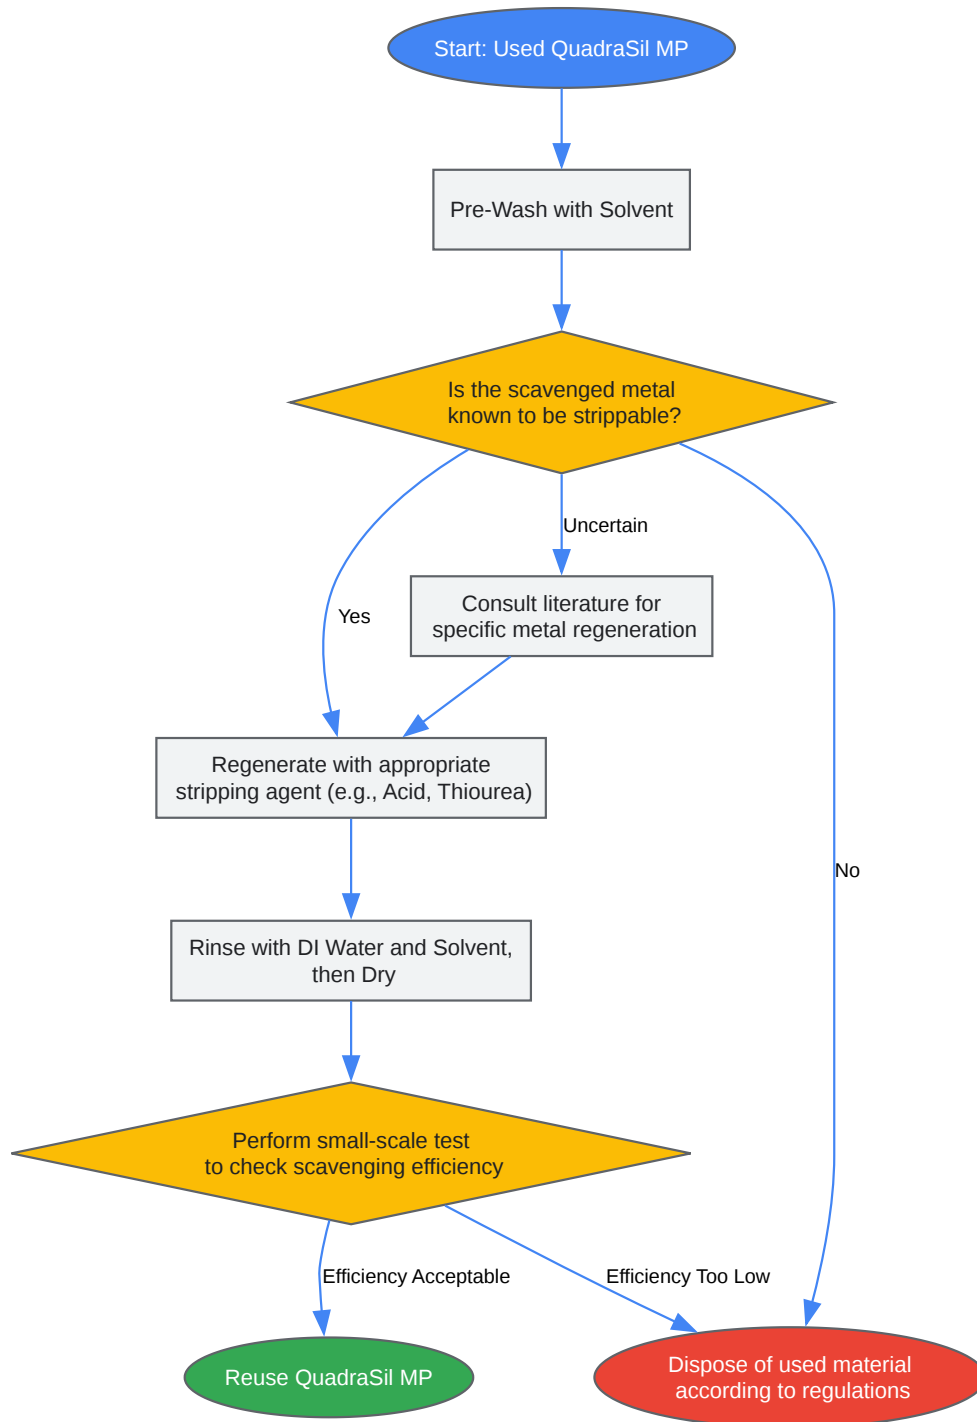 Start: Used QuadraSil MP
Pre-Wash with Solvent
Is the scavenged metal
known to be strippable?
Uncertain
Consult literature for
specific metal regeneration
Yes
Regenerate with appropriate
stripping agent (e.g., Acid, Thiourea)
No
Rinse with DI Water and Solvent,
then Dry
Perform small-scale test
to check scavenging efficiency
Efficiency Acceptable
Efficiency Too Low
Reuse QuadraSil MP
Dispose of used material
according to regulations